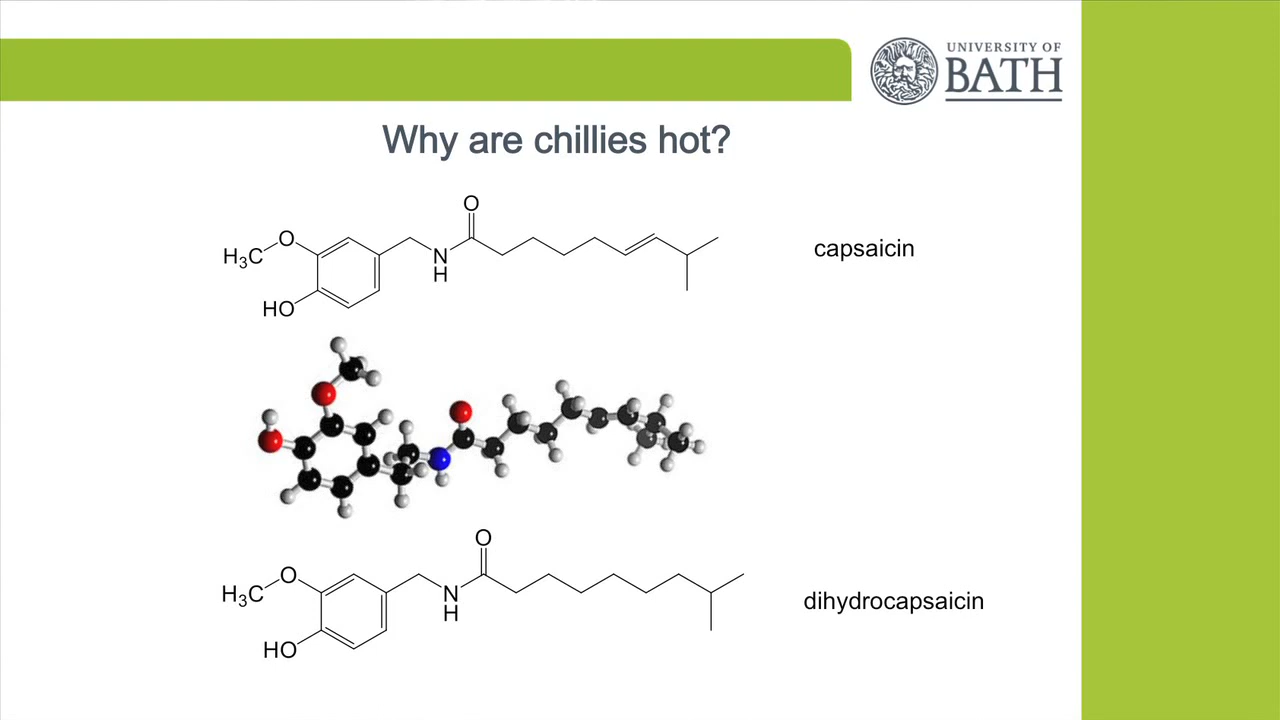 UNIVERSITY OF
BATH
Why are chillies hot?
O
O
H₃C
N
H
HO
capsaicin
O
O
H₃C
N
H
HO
dihydrocapsaicin